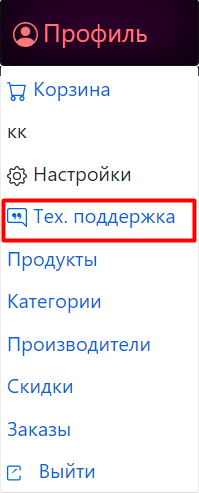 Профиль
Корзина
кк
Настройки
Тех. поддержка
Продукты
Категории
Производители
Скидки
Заказы
Выйти